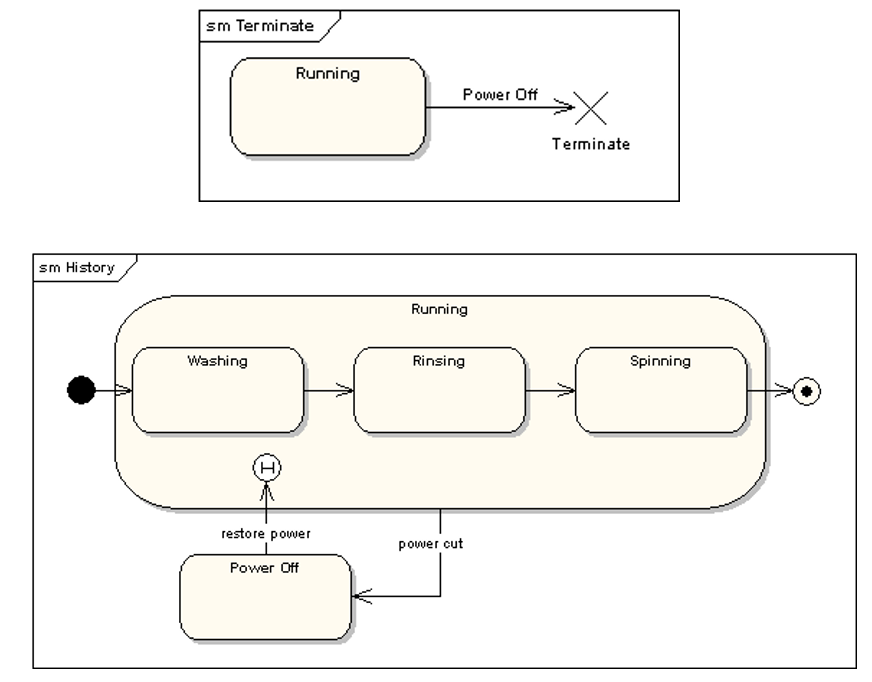 sm Terminate
Running
Power Off
Terminate
sm History
Running
Washing
Rinsing
Spinning
H
restore power
power cut
Power Off